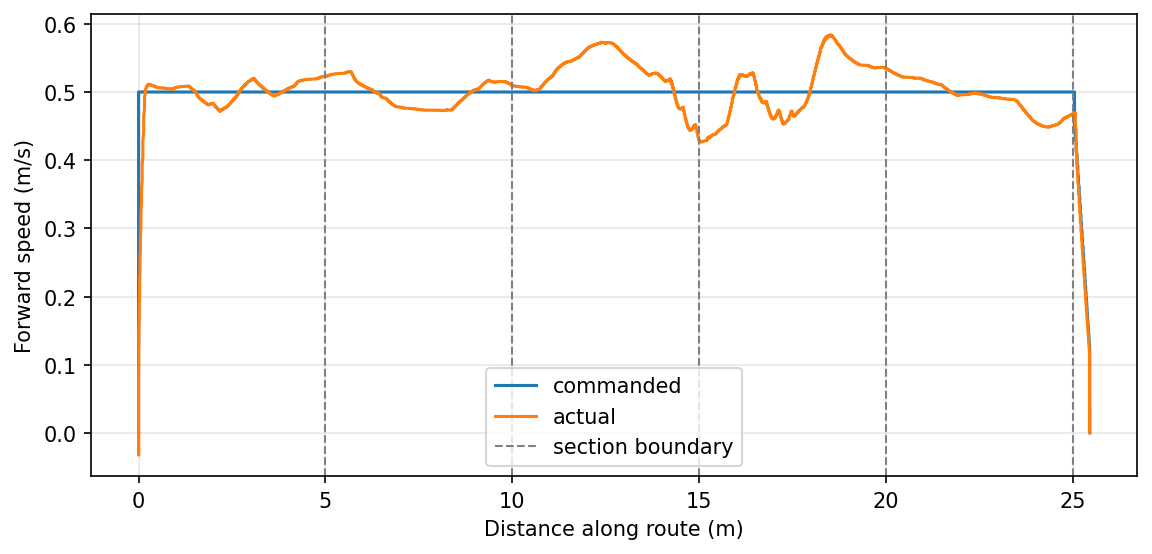 0.6
0.5
0.4
0.3
0.2
0.1
0.0
Forward speed (m/s)
commanded
actual
section boundary
0 5 10 15 20 25
Distance along route (m)